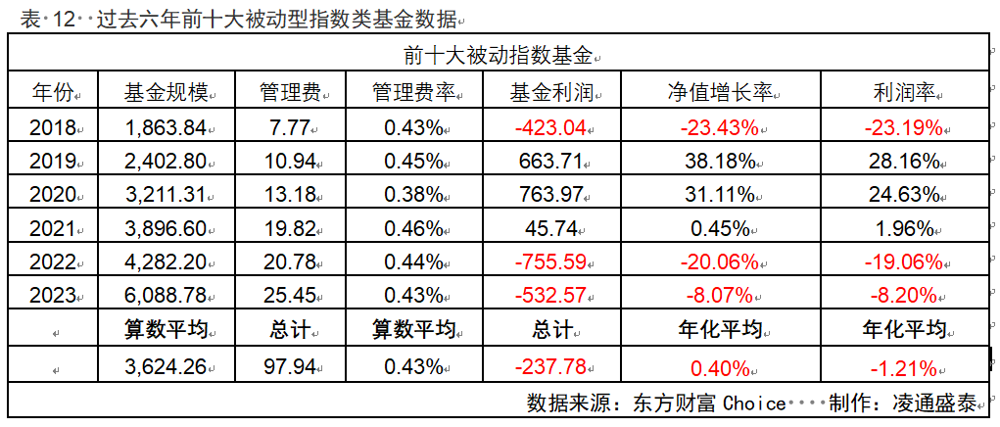 表 12 过去六年前十大被动型指数类基金数据
前十大被动指数基金
年份 基金规模 管理费 管理费率 基金利润 净值增长率 利润率
2018 1,863.84 7.77 0.43% -423.04 -23.43% -23.19%
2019 2,402.80 10.94 0.45% 663.71 38.18% 28.16%
2020 3,211.31 13.18 0.38% 763.97 31.11% 24.63%
2021 3,896.60 19.82 0.46% 45.74 0.45% 1.96%
2022 4,282.20 20.78 0.44% -755.59 -20.06% -19.06%
2023 6,088.78 25.45 0.43% -532.57 -8.07% -8.20%
算数平均 总计 算数平均 总计 年化平均 年化平均
3,624.26 97.94 0.43% -237.78 0.40% -1.21%
数据来源：东方财富 Choice 制作：凌通盛泰